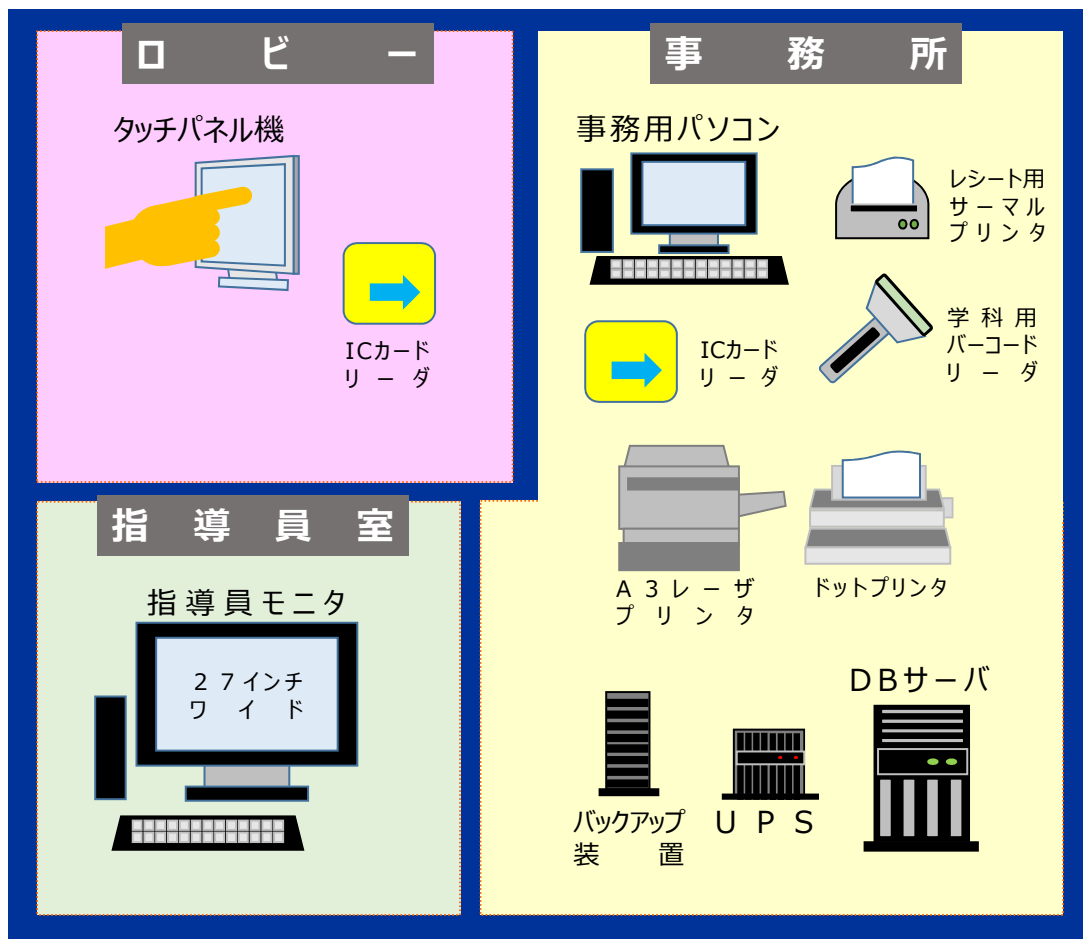 ロビー
タッチパネル機
ICカード
リーダ
事務所
事務用パソコン
レシート用
サーマル
プリンタ
学科用
バーコード
リーダ
ICカード
リーダ
A3レーザ
プリンタ
ドットプリンタ
バックアップ
装置
UPS
DBサーバ
指導員室
指導員モニタ
27インチ
ワイド